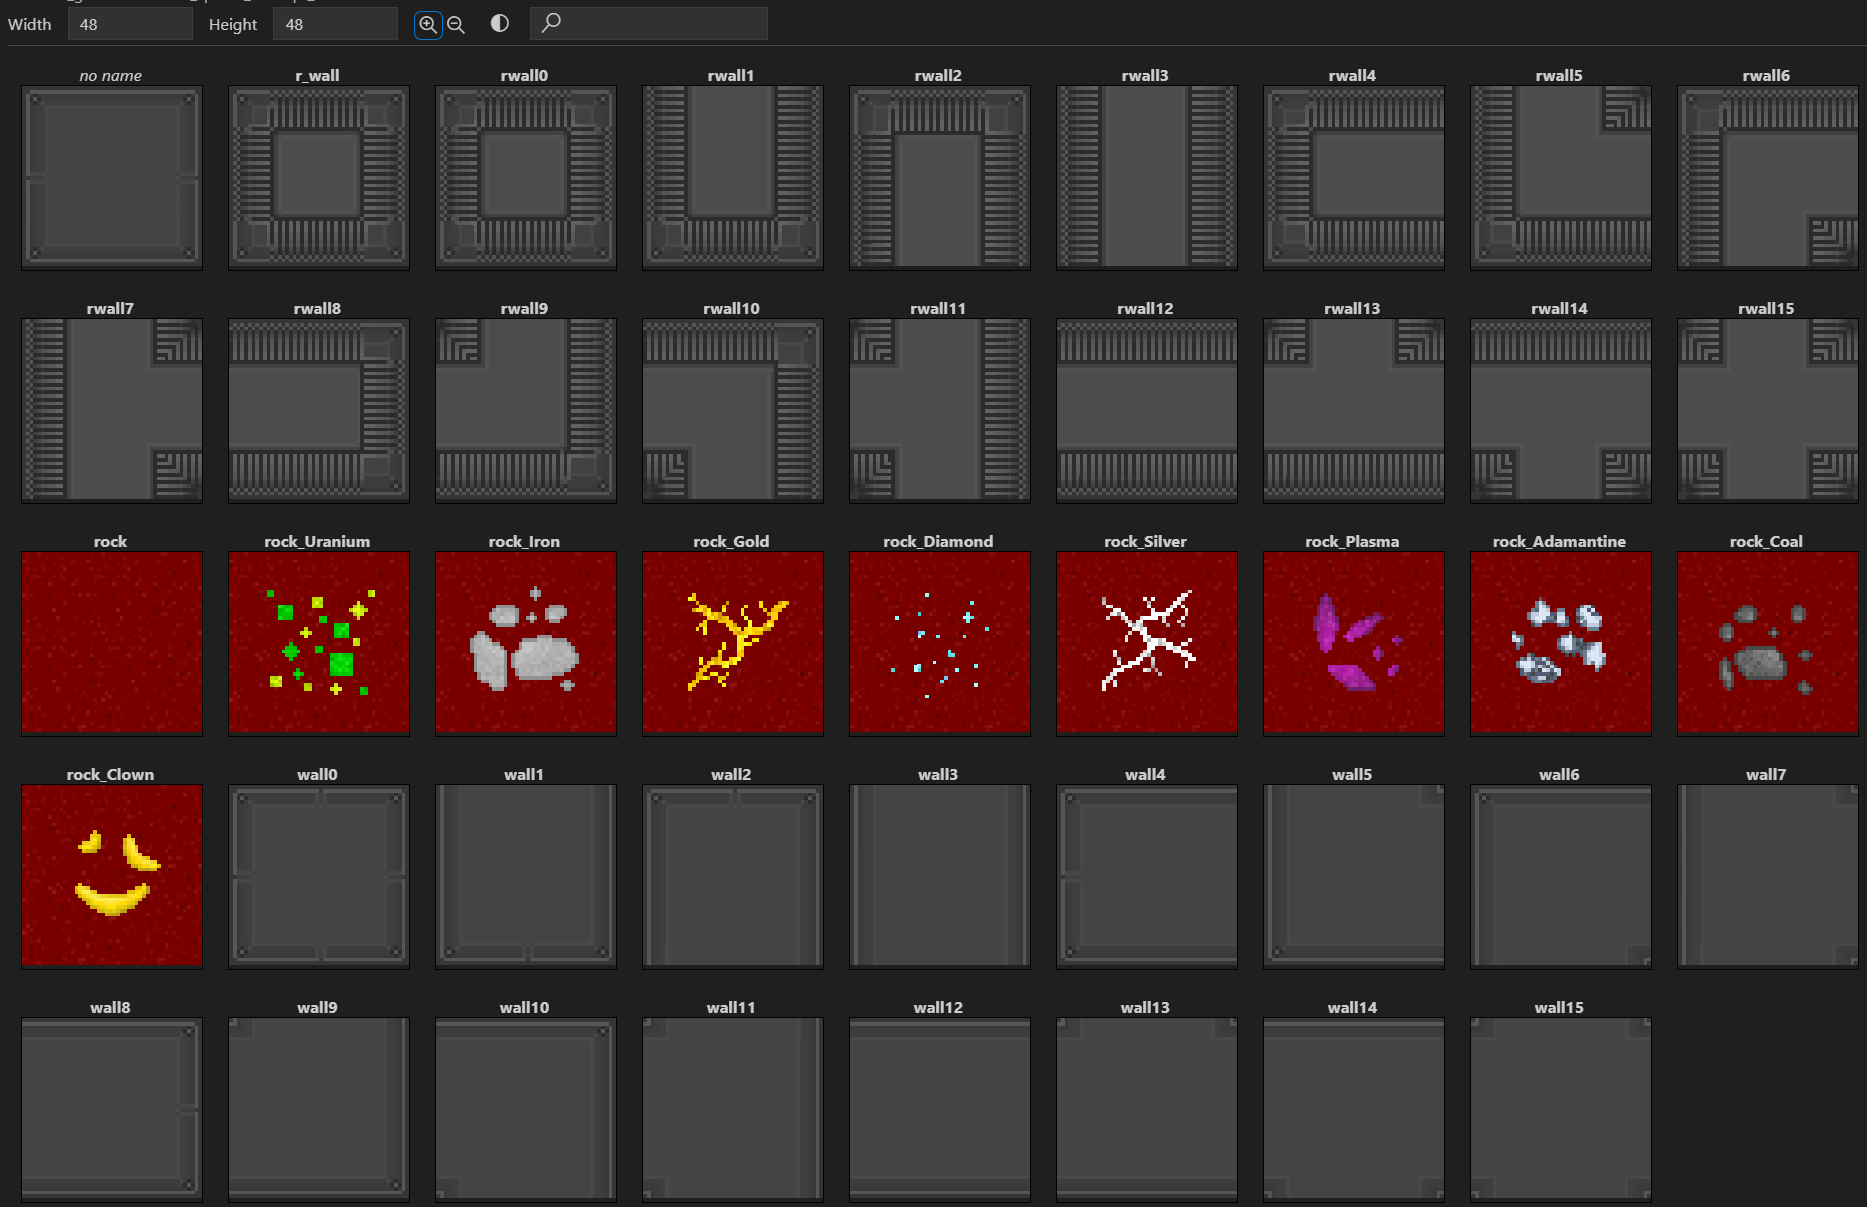 Width 48 Height 48
no name r_wall rwall0 rwall1 rwall2 rwall3 rwall4 rwall5 rwall6
rwall7 rwall8 rwall9 rwall10 rwall11 rwall12 rwall13 rwall14 rwall15
rock rock_Uranium rock_Iron rock_Gold rock_Diamond rock_Silver rock_Plasma rock_Adamantine rock_Coal
rock_Clown wall0 wall1 wall2 wall3 wall4 wall5 wall6 wall7
wall8 wall9 wall10 wall11 wall12 wall13 wall14 wall15